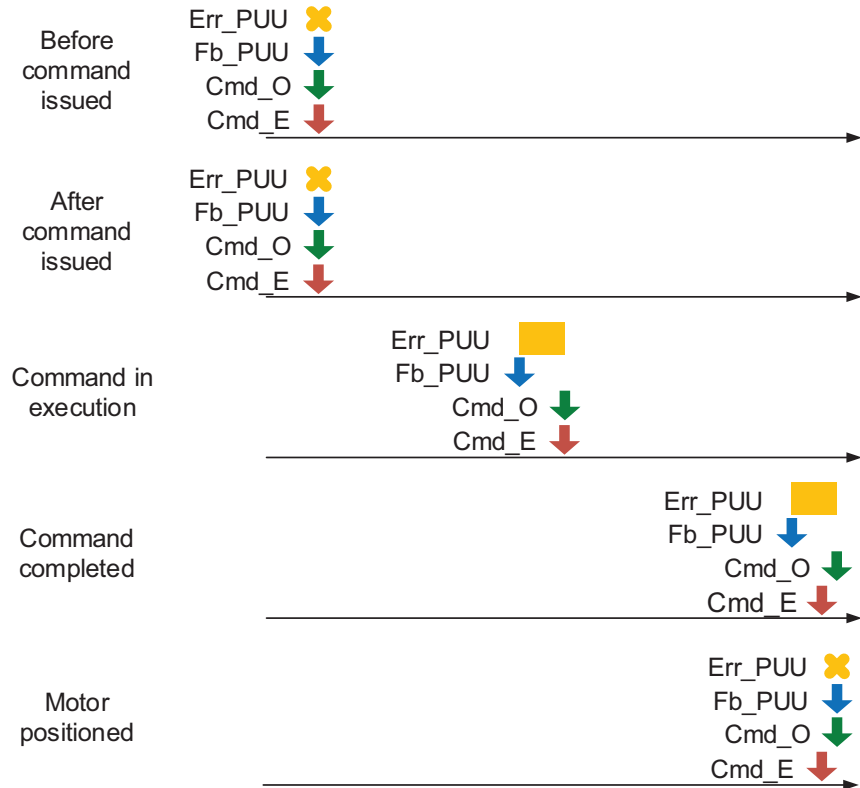 Before
command
issued
Err_PUU
Fb_PUU
Cmd_O
Cmd_E
After
command
issued
Err_PUU
Fb_PUU
Cmd_O
Cmd_E
Command in
execution
Err_PUU
Fb_PUU
Cmd_O
Cmd_E
Command
completed
Err_PUU
Fb_PUU
Cmd_O
Cmd_E
Motor
positioned
Err_PUU
Fb_PUU
Cmd_O
Cmd_E